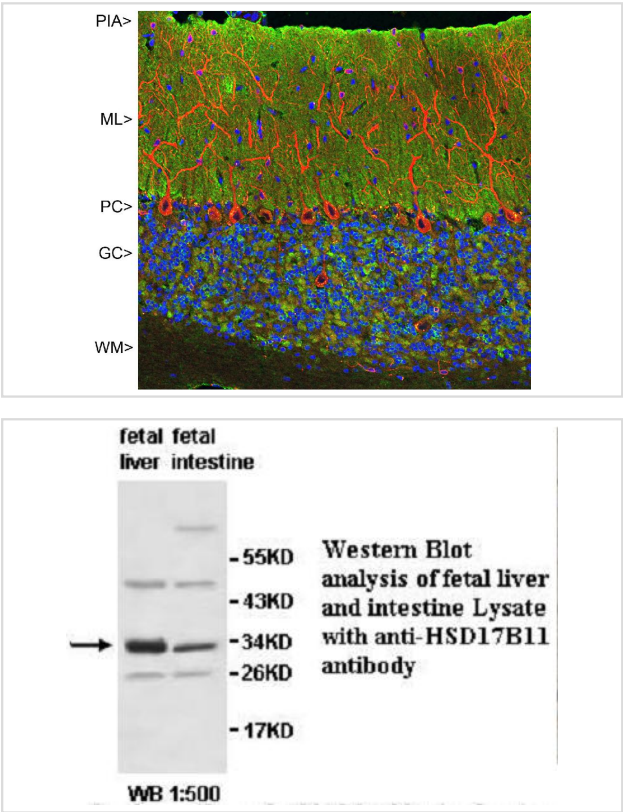 PIA>
ML>
PC>
GC>
WM>
fetal fetal
liver intestine
-55KD
-43KD
-34KD
-26KD
-17KD
Western Blot
analysis of fetal liver
and intestine Lysate
with anti-HSD17B11
antibody
WB 1:500